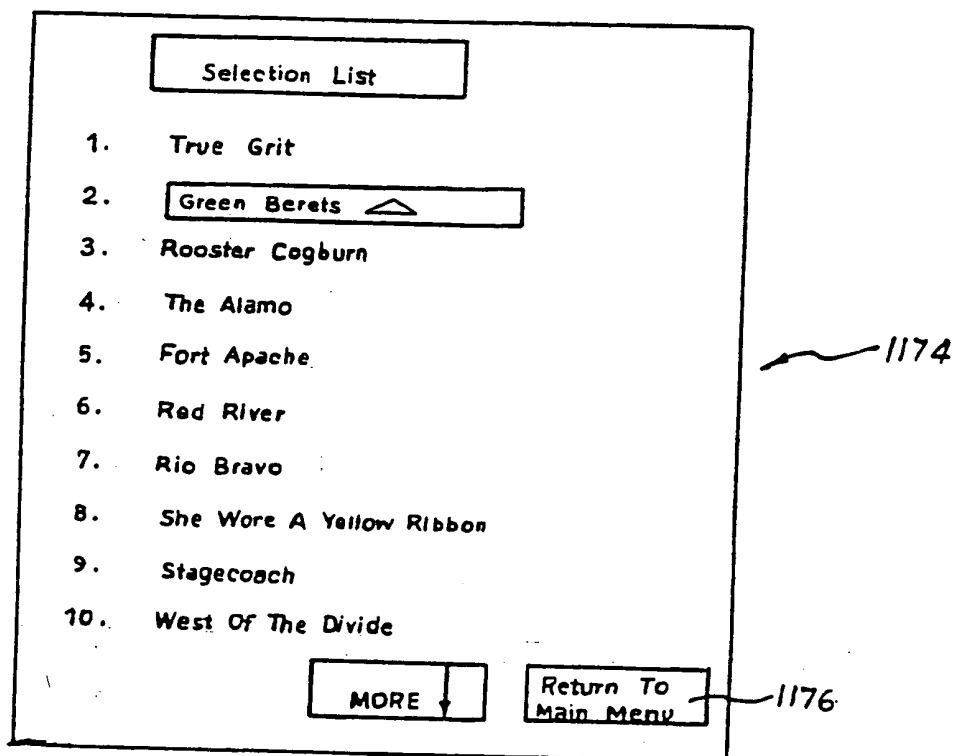 Selection List
1. True Grit
2. Green Berets
3. Rooster Cogburn
4. The Alamo
5. Fort Apache
6. Red River
7. Rio Bravo
8. She Wore A Yellow Ribbon
9. Stagecoach
10. West Of The Divide
MORE
Return To
Main Menu
1174
1176